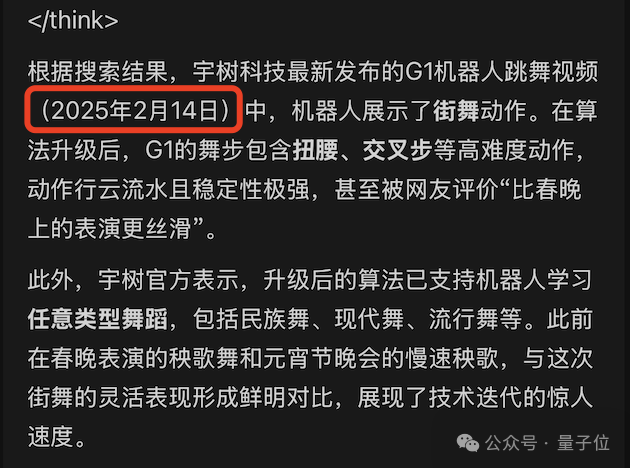 </think>
根据搜索结果，宇树科技最新发布的G1机器人跳舞视频
（2025年2月14日）中，机器人展示了街舞动作。在算
法升级后，G1的舞步包含扭腰、交叉步等高难度动作，
动作行云流水且稳定性极强，甚至被网友评价“比春晚
上的表演更丝滑”。
此外，宇树官方表示，升级后的算法已支持机器人学习
任意类型舞蹈，包括民族舞、现代舞、流行舞等。此前
在春晚表演的秧歌舞和元宵节晚会的慢速秧歌，与这次
街舞的灵活表现形成鲜明对比，展现了技术迭代的惊人
速度。
公众号 · 量子位